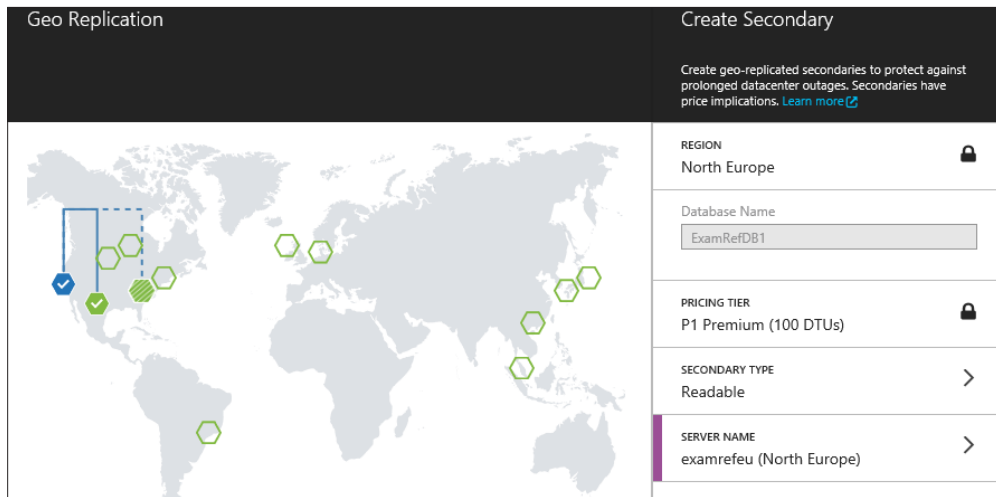 Geo Replication
Create Secondary
Create geo-replicated secondaries to protect against
prolonged datacenter outages. Secondaries have
price implications. Learn more
REGION
North Europe
Database Name
ExamRefDB1
PRICING TIER
P1 Premium (100 DTUs)
SECONDARY TYPE
Readable
SERVER NAME
examrefeu (North Europe)